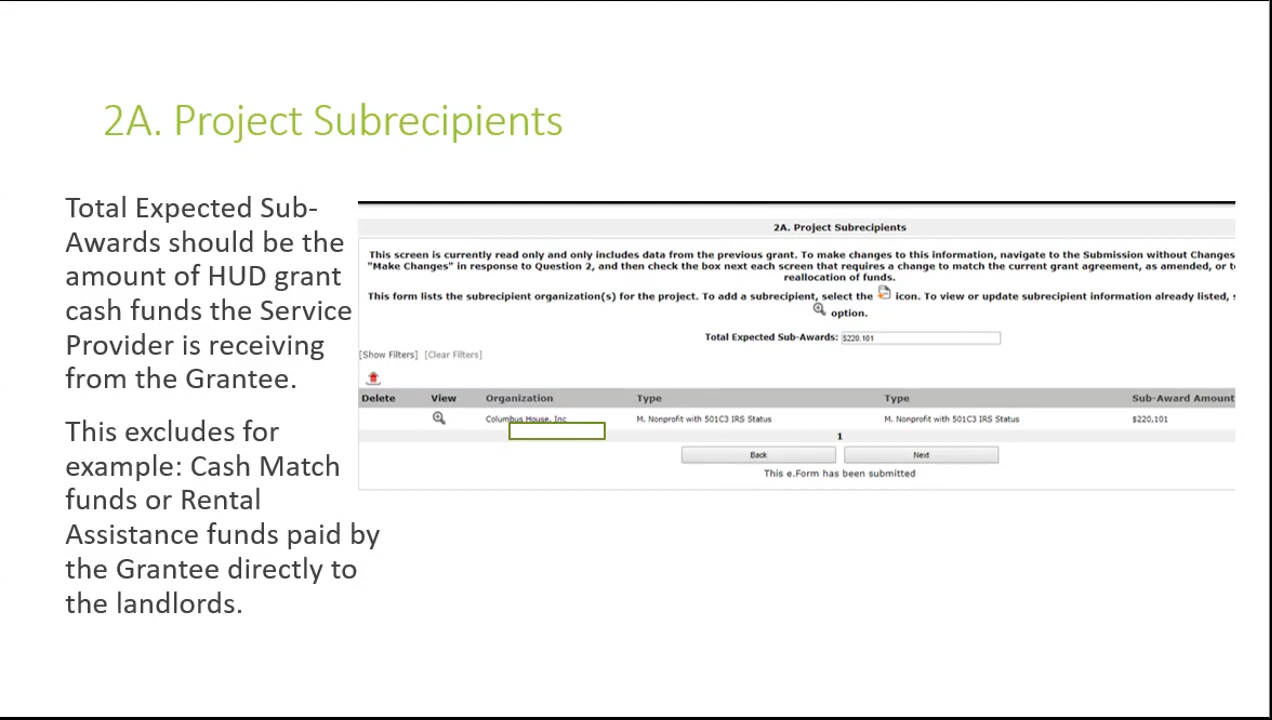 2A. Project Subrecipients
Total Expected Sub-
Awards should be the
amount of HUD grant
cash funds the Service
Provider is receiving
from the Grantee.
This excludes for
example: Cash Match
funds or Rental
Assistance funds paid by
the Grantee directly to
the landlords.
2A. Project Subrecipients
This screen is currently read only and only includes data from the previous grant. To make changes to this information, navigate to the Submission without Changes
"Make Changes" in response to Question 2, and then check the box next each screen that requires a change to match the current grant agreement, as amended, or to
reallocation of funds.
This form lists the subrecipient organization(s) for the project. To add a subrecipient, select the icon. To view or update subrecipient information already listed,
option.
Total Expected Sub-Awards: $220,101
[Show Filters] [Clear Filters]
Delete View Organization Type Type Sub-Award Amount
Columbus House, Inc M. Nonprofit with 501C3 IRS Status M. Nonprofit with 501C3 IRS Status $220,101
1
Back Next
This e.Form has been submitted